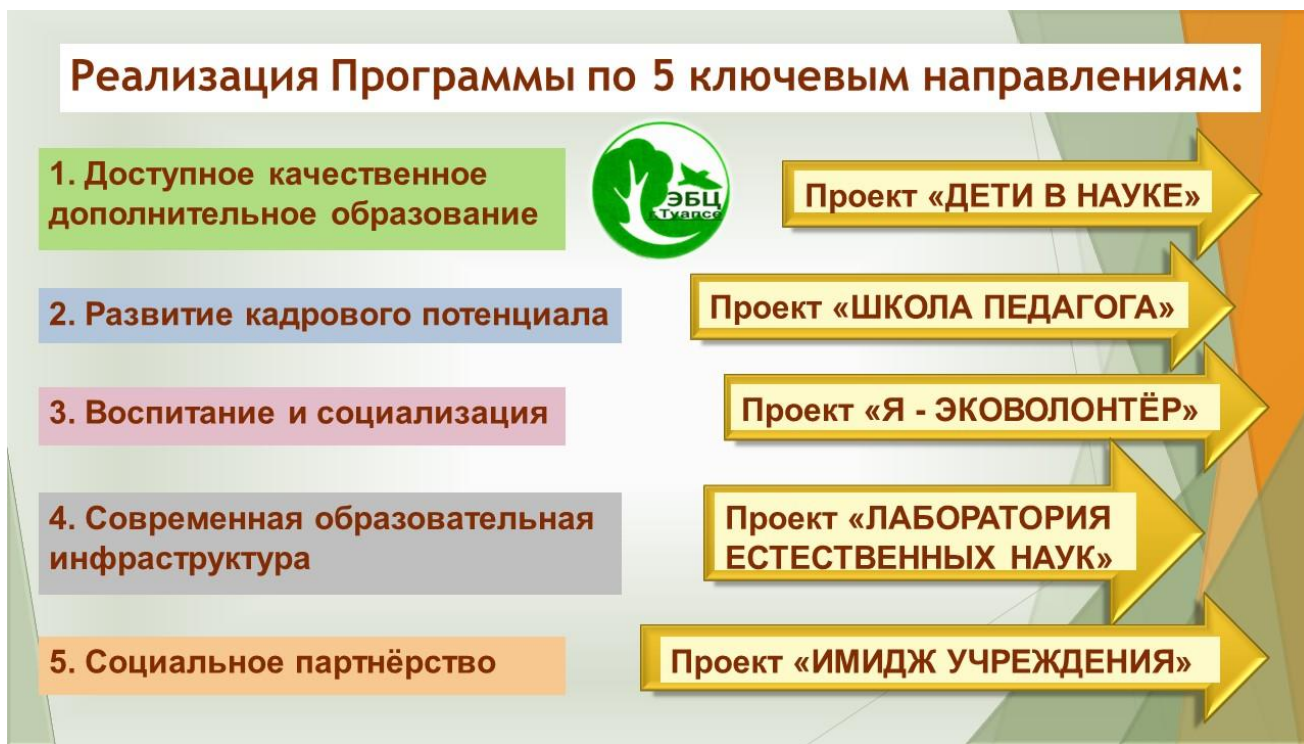 Реализация Программы по 5 ключевым направлениям:
1. Доступное качественное
дополнительное образование
ЭБЦ
г.Туапсе
Проект «ДЕТИ В НАУКЕ»
2. Развитие кадрового потенциала
Проект «ШКОЛА ПЕДАГОГА»
3. Воспитание и социализация
Проект «Я - ЭКОВОЛОНТЁР»
4. Современная образовательная
инфраструктура
Проект «ЛАБОРАТОРИЯ
ЕСТЕСТВЕННЫХ НАУК»
5. Социальное партнёрство
Проект «ИМИДЖ УЧРЕЖДЕНИЯ»